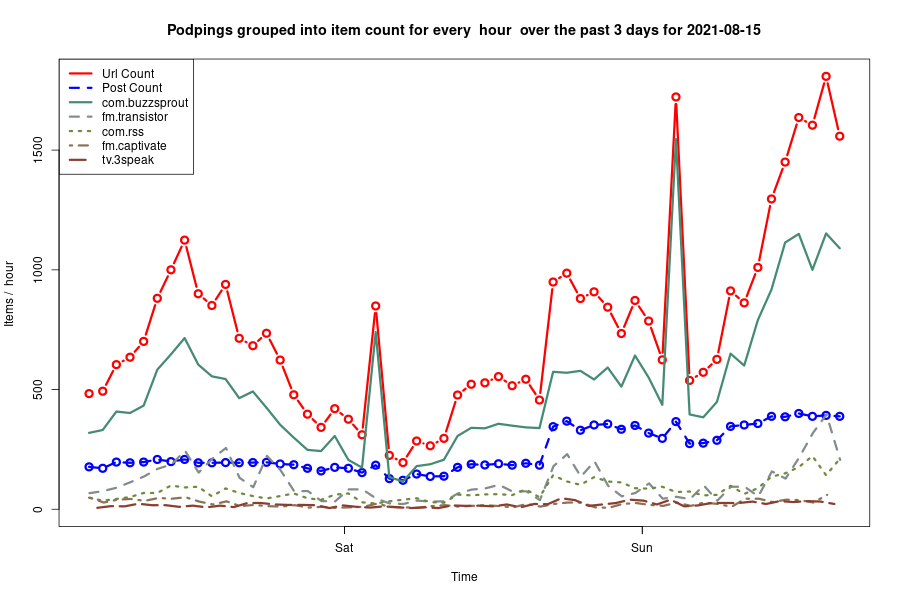 Podpings grouped into item count for every  hour  over the past 3 days for 2021-08-15
Url Count
Post Count
com.buzzsprout
fm.transistor
com.rss
fm.captivate
tv.3speak
1500
1000
500
0
Items /  hour
Sat
Sun
Time